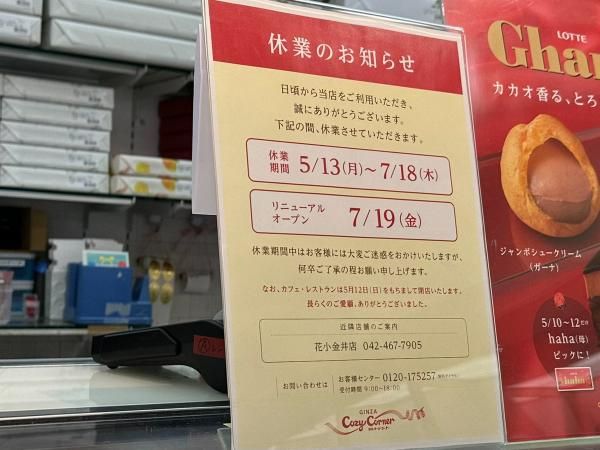 休業のお知らせ
日頃から当店をご利用いただき、
誠にありがとうございます。
下記の間、休業させていただきます。
休業
期間
5/13(月)～7/18(木)
リニューアル
オープン
7/19(金)
休業期間中はお客様には大変ご迷惑をおかけいたしますが、
何卒ご了承の程お願い申し上げます。
なお、カフェ・レストランは5月12日(日)をもちまして閉店いたします。
長らくのご愛顧、ありがとうございました。
近隣店舗のご案内
花小金井店 042-467-7905
お問い合わせは
お客様センター 0120-175257
受付時間 9:00～18:00
GINZA
Cozy Corner
LOTTE
Gha
カカオ香る、とろ
ジャンボシュークリーム
(ガーナ)
5/10～12だけ
haha(母)
ピックに!
haha